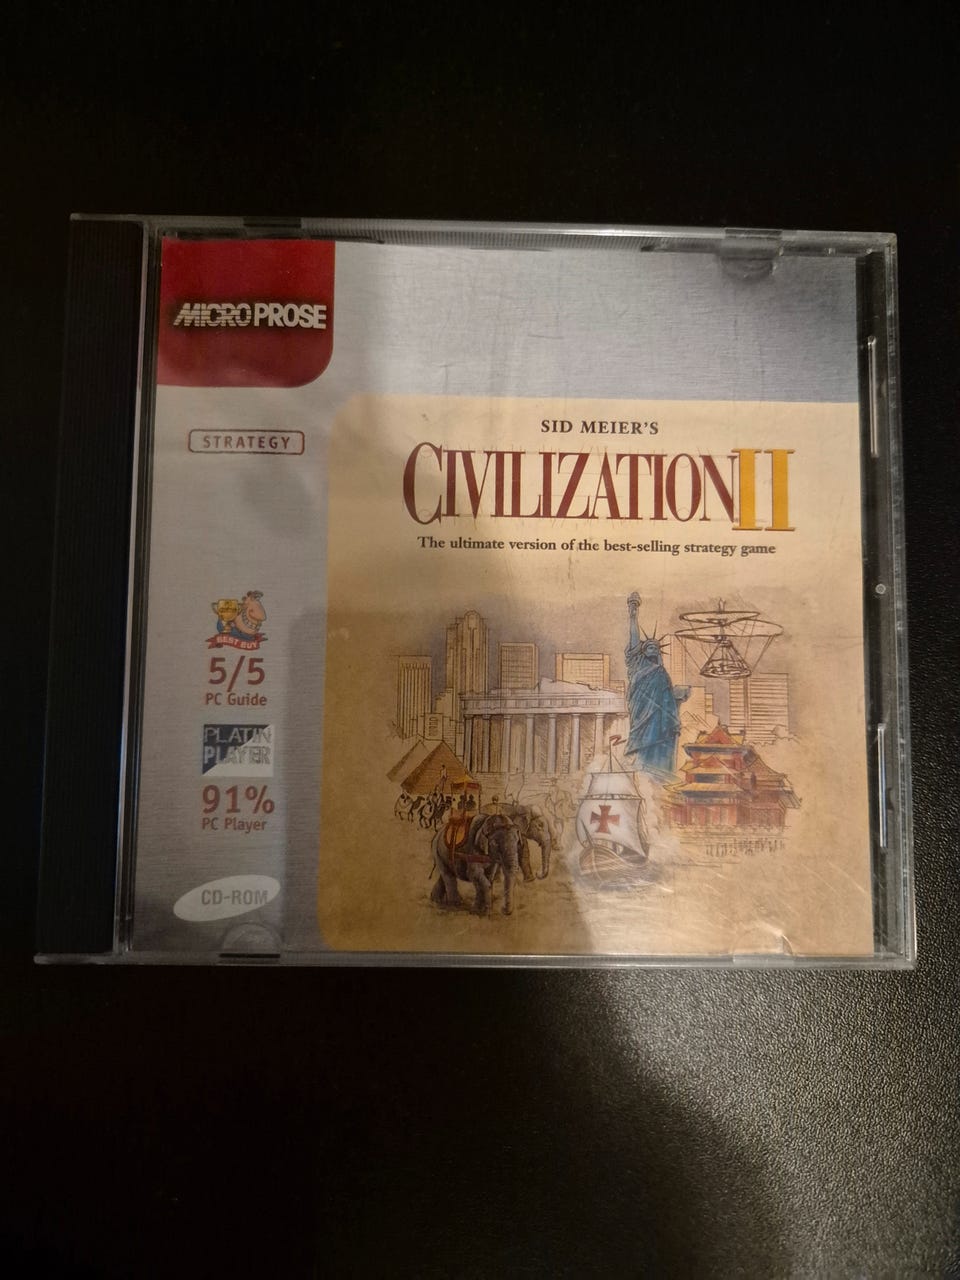 MICROPROSE
STRATEGY
SID MEIER'S
CIVILIZATION II
The ultimate version of the best-selling strategy game
BEST BUY
5/5
PC Guide
PLATIN
PLAYER
91%
PC Player
CD-ROM